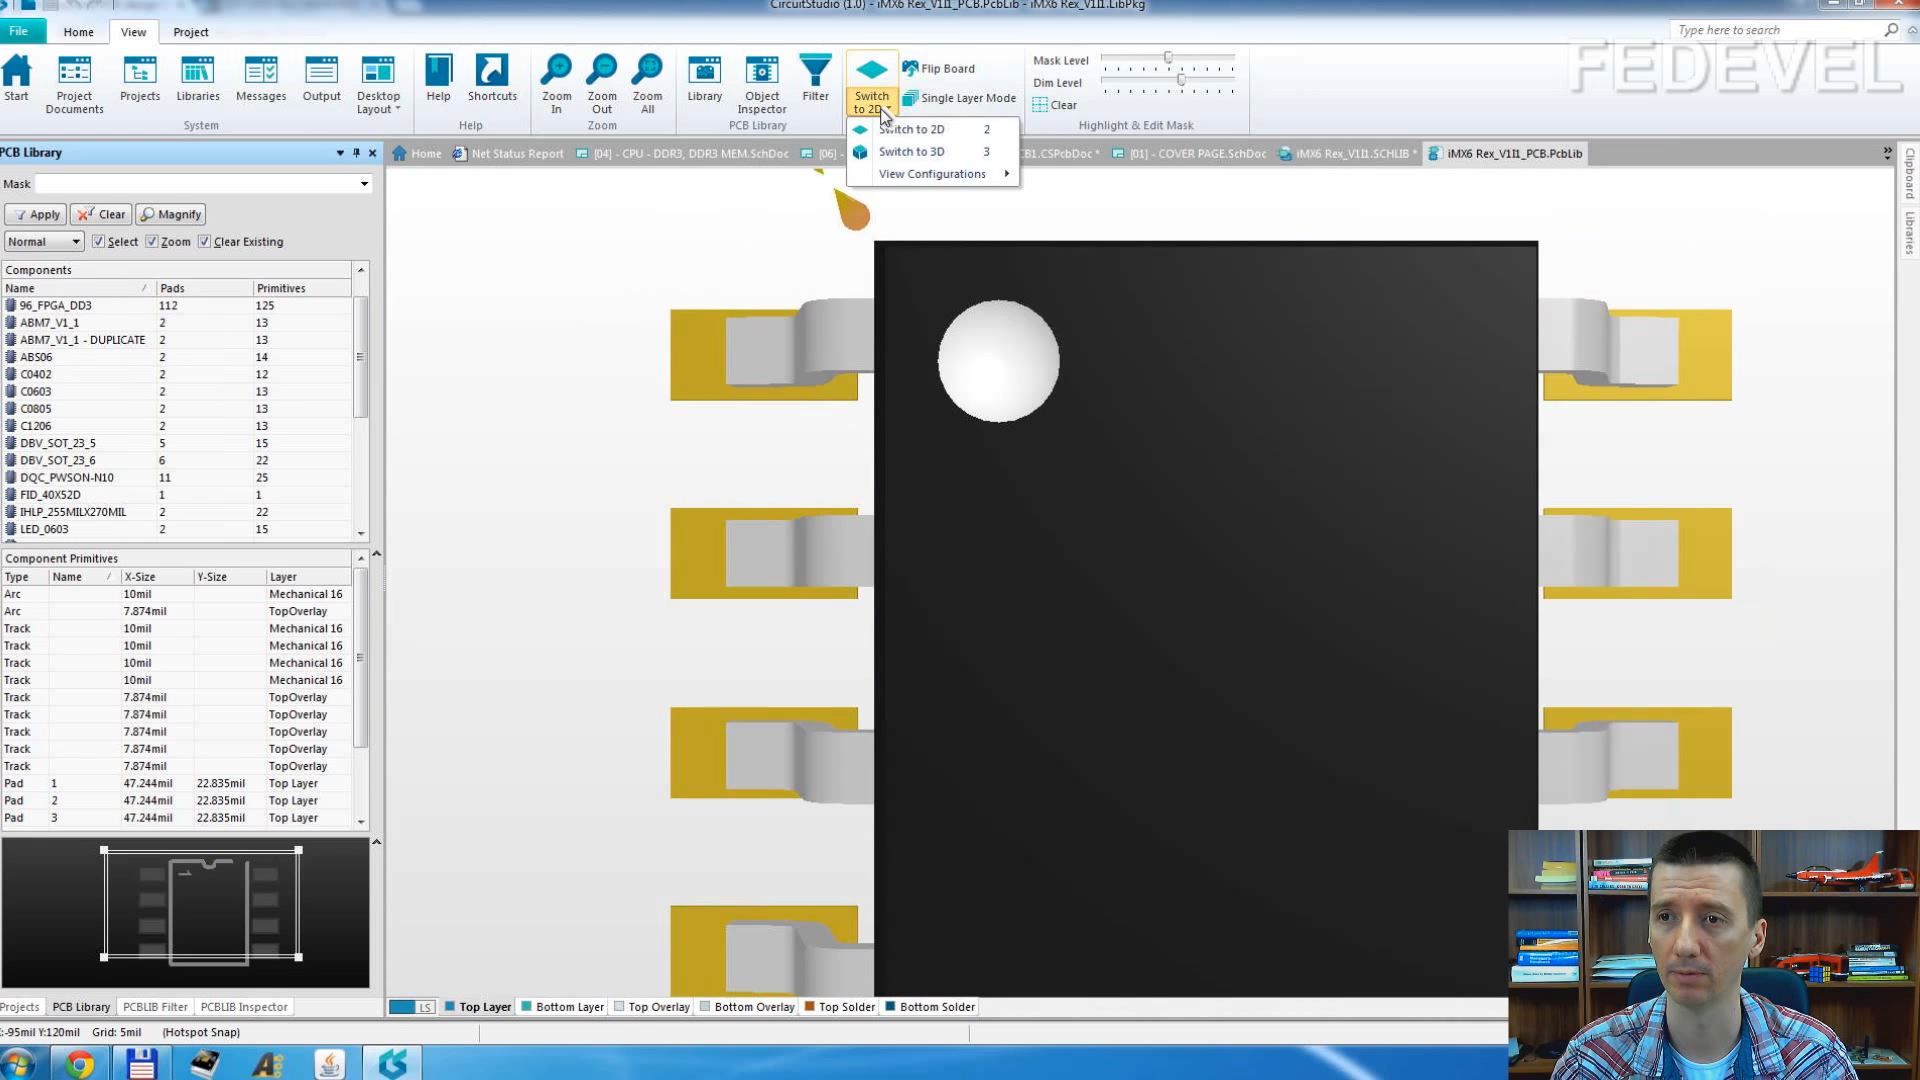 CircuitStudio (1.0) - iMX6 Rex_V1I1_PCB.PcbLib - iMX6 Rex_V1I1.LibPkg
File Home View Project Type here to search
FEDEVEL
Start Project Documents Projects Libraries Messages Output Desktop Layout Help Shortcuts Zoom In Zoom Out Zoom All Library Object Inspector Filter Switch to 2D Flip Board Single Layer Mode Mask Level Dim Level Clear
System Help Zoom PCB Library Highlight & Edit Mask
Switch to 2D 2
Switch to 3D 3
View Configurations
PCB Library
Home Net Status Report [04] - CPU - DDR3, DDR3 MEM.SchDoc [06] - PCB1.CSPcbDoc * [01] - COVER PAGE.SchDoc iMX6 Rex_V1I1.SCHLIB * iMX6 Rex_V1I1_PCB.PcbLib
Clipboard
Libraries
Mask
Apply Clear Magnify
Normal Select Zoom Clear Existing
Components
Name Pads Primitives
96_FPGA_DD3 112 125
ABM7_V1_1 2 13
ABM7_V1_1 - DUPLICATE 2 13
ABS06 2 14
C0402 2 12
C0603 2 13
C0805 2 13
C1206 2 13
DBV_SOT_23_5 5 15
DBV_SOT_23_6 6 22
DQC_PWSON-N10 11 25
FID_40X52D 1 1
IHLP_255MILX270MIL 2 22
LED_0603 2 15
Component Primitives
Type Name X-Size Y-Size Layer
Arc 10mil Mechanical 16
Arc 7.874mil TopOverlay
Track 10mil Mechanical 16
Track 10mil Mechanical 16
Track 10mil Mechanical 16
Track 10mil Mechanical 16
Track 7.874mil TopOverlay
Track 7.874mil TopOverlay
Track 7.874mil TopOverlay
Track 7.874mil TopOverlay
Track 7.874mil TopOverlay
Pad 1 47.244mil 22.835mil Top Layer
Pad 2 47.244mil 22.835mil Top Layer
Pad 3 47.244mil 22.835mil Top Layer
Projects PCB Library PCBLIB Filter PCBLIB Inspector
LS Top Layer Bottom Layer Top Overlay Bottom Overlay Top Solder Bottom Solder
:-95mil Y:120mil Grid: 5mil (Hotspot Snap)